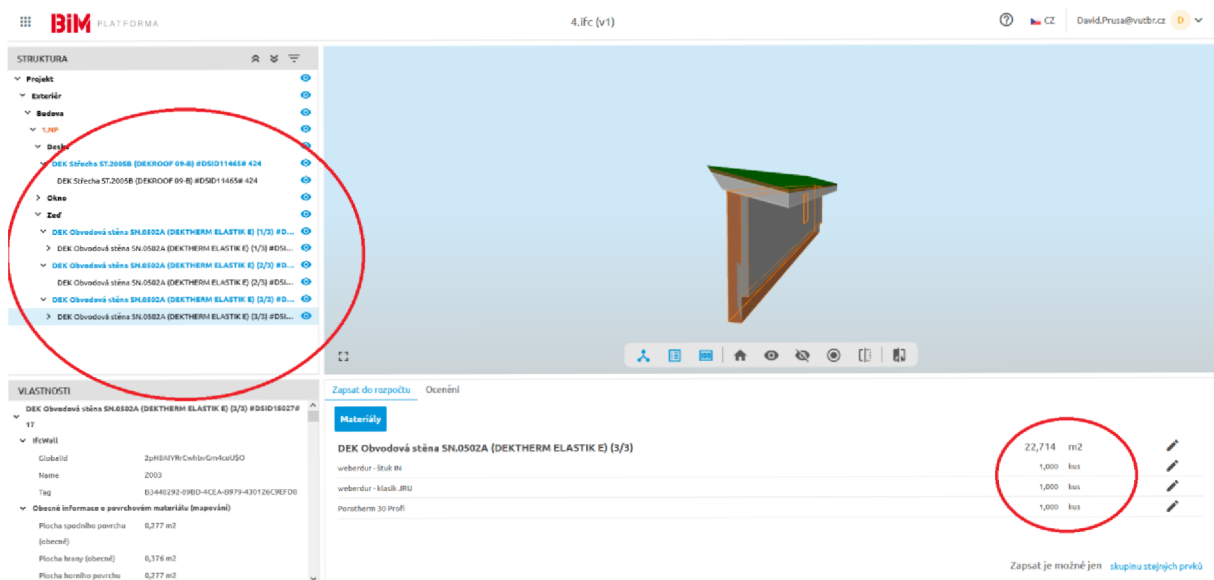 BiM PLATFORMA
4.ifc (v1)
CZ
David.Prusa@vutbr.cz
D
STRUKTURA
Projekt
Exteriér
Budova
1.NP
Deska
DEK Střecha ST.2005B (DEKROOF 09-B) #DSID11465# 424
DEK Střecha ST.2005B (DEKROOF 09-B) #DSID11465# 424
Okno
Zeď
DEK Obvodová stěna SN.0502A (DEKTHERM ELASTIK E) (1/3) #D...
DEK Obvodová stěna SN.0502A (DEKTHERM ELASTIK E) (1/3) #DSI...
DEK Obvodová stěna SN.0502A (DEKTHERM ELASTIK E) (2/3) #D...
DEK Obvodová stěna SN.0502A (DEKTHERM ELASTIK E) (2/3) #DSI...
DEK Obvodová stěna SN.0502A (DEKTHERM ELASTIK E) (3/3) #D...
DEK Obvodová stěna SN.0502A (DEKTHERM ELASTIK E) (3/3) #DSI...
VLASTNOSTI
DEK Obvodová stěna SN.0502A (DEKTHERM ELASTIK E) (3/3) #DSID15027#
17
IfcWall
GlobalId
Name Z003
Tag B3448292-89BD-4CEA-B979-430126C9EFD8
Obecné informace o povrchovém materiálu (mapování)
Plocha spodního povrchu 0,277 m2
(obecné)
Plocha hrany (obecné) 0,376 m2
Plocha horního povrchu 0,277 m2
Zapsat do rozpočtu Ocenění
Materiály
DEK Obvodová stěna SN.0502A (DEKTHERM ELASTIK E) (3/3) 22,714 m2
weberdur - štuk IN 1,000 kus
weberdur - klasik JRU 1,000 kus
Porotherm 30 Profi 1,000 kus
Zapsat je možné jen skupinu stejných prvků